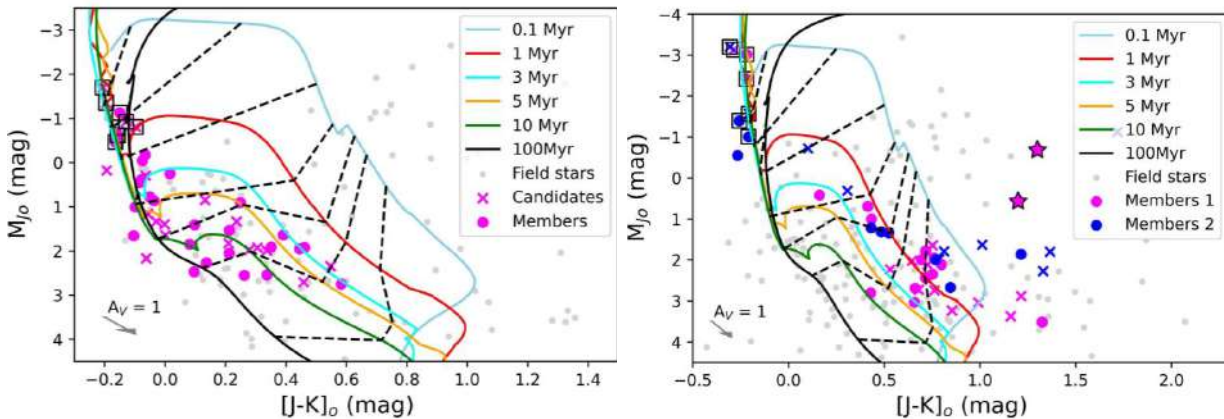 −3
−2
−1
0
1
2
3
4
M_{Jo} (mag)
A_V = 1
0.1 Myr
1 Myr
3 Myr
5 Myr
10 Myr
100Myr
Field stars
Candidates
Members
−0.2 0.0 0.2 0.4 0.6 0.8 1.0 1.2 1.4
[J-K]_o (mag)
−4
−3
−2
−1
0
1
2
3
4
M_{Jo} (mag)
A_V = 1
0.1 Myr
1 Myr
3 Myr
5 Myr
10 Myr
100Myr
Field stars
Members 1
Members 2
−0.5 0.0 0.5 1.0 1.5 2.0
[J-K]_o (mag)